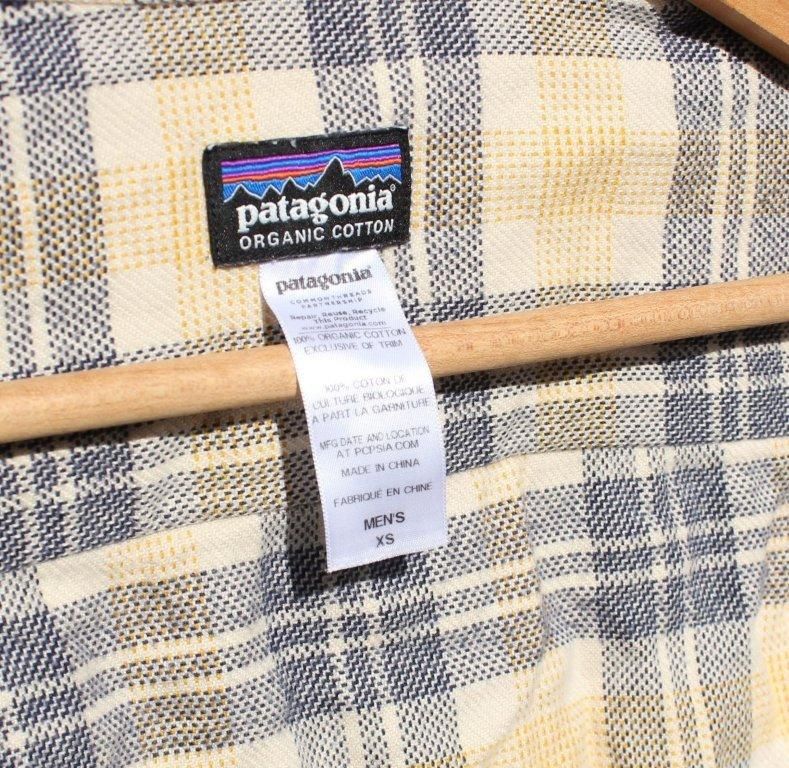 patagonia®
ORGANIC COTTON
patagonia®
COMMON THREADS
PARTNERSHIP
Repair, Reuse, Recycle
This Product
www.patagonia.com
100% ORGANIC COTTON
EXCLUSIVE OF TRIM
100% COTON DE
CULTURE BIOLOGIQUE
A PART LA GARNITURE
MFG DATE AND LOCATION
AT PCPSIA.COM
MADE IN CHINA
FABRIQUÉ EN CHINE
MEN'S
XS